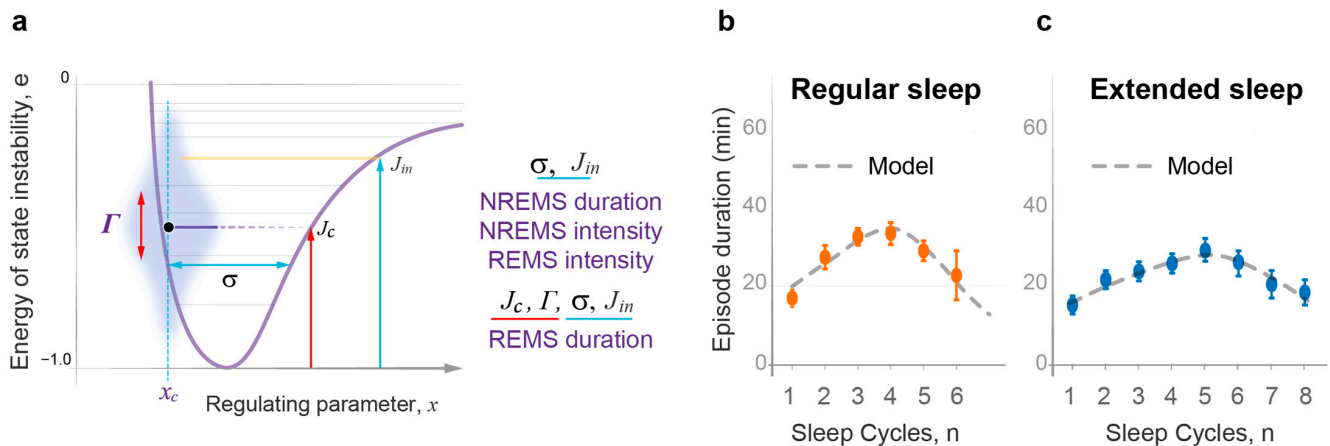 a
Energy of state instability, e
0
−1.0
Γ
σ
J_c
J_in
x_c
Regulating parameter, x
σ, J_in
NREMS duration
NREMS intensity
REMS intensity
J_c, Γ, σ, J_in
REMS duration
b
Regular sleep
Episode duration (min)
60
40
20
0
Model
1 2 3 4 5 6
Sleep Cycles, n
c
Extended sleep
60
40
20
0
Model
1 2 3 4 5 6 7 8
Sleep Cycles, n